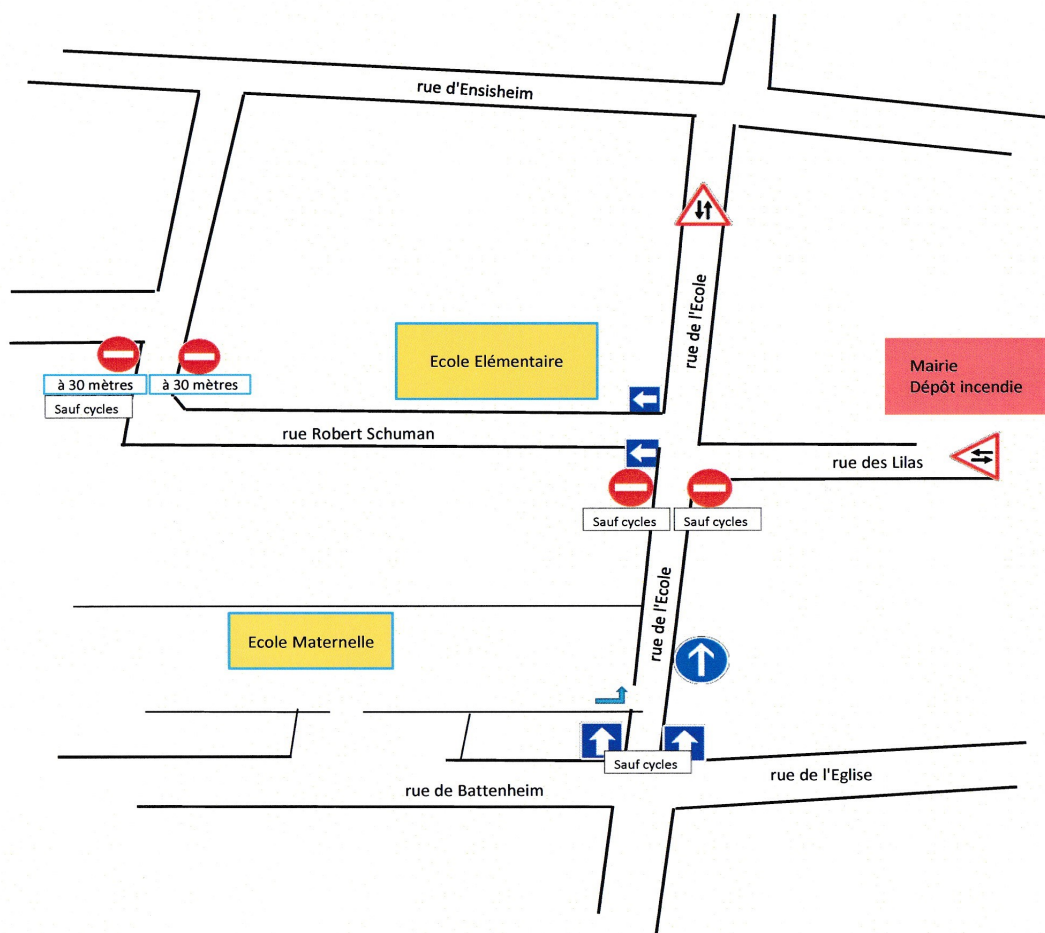 rue d'Ensisheim
rue de l'Ecole
Ecole Elémentaire
Mairie
Dépôt incendie
à 30 mètres
à 30 mètres
Sauf cycles
rue Robert Schuman
rue des Lilas
Sauf cycles
Sauf cycles
rue de l'Ecole
Ecole Maternelle
Sauf cycles
rue de l'Eglise
rue de Battenheim